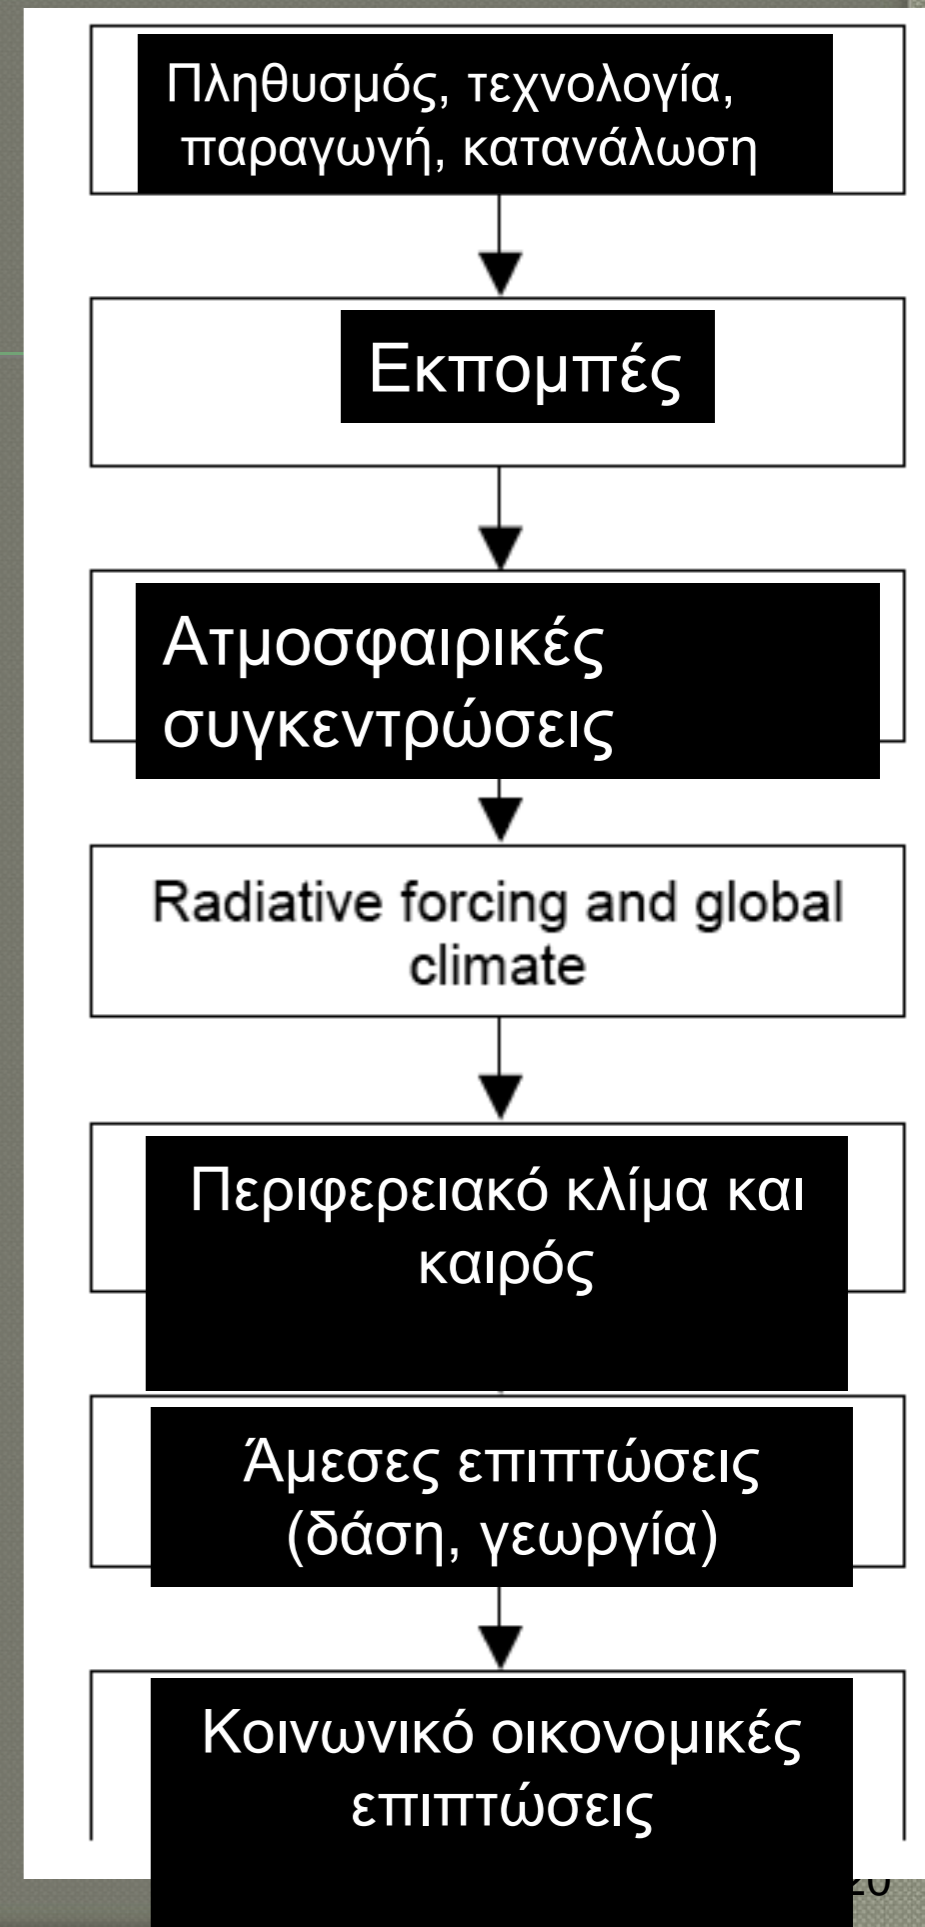 Πληθυσμός, τεχνολογία,
παραγωγή, κατανάλωση
Εκπομπές
Ατμοσφαιρικές
συγκεντρώσεις
Radiative forcing and global
climate
Περιφερειακό κλίμα και
καιρός
Άμεσες επιπτώσεις
(δάση, γεωργία)
Κοινωνικό οικονομικές
επιπτώσεις